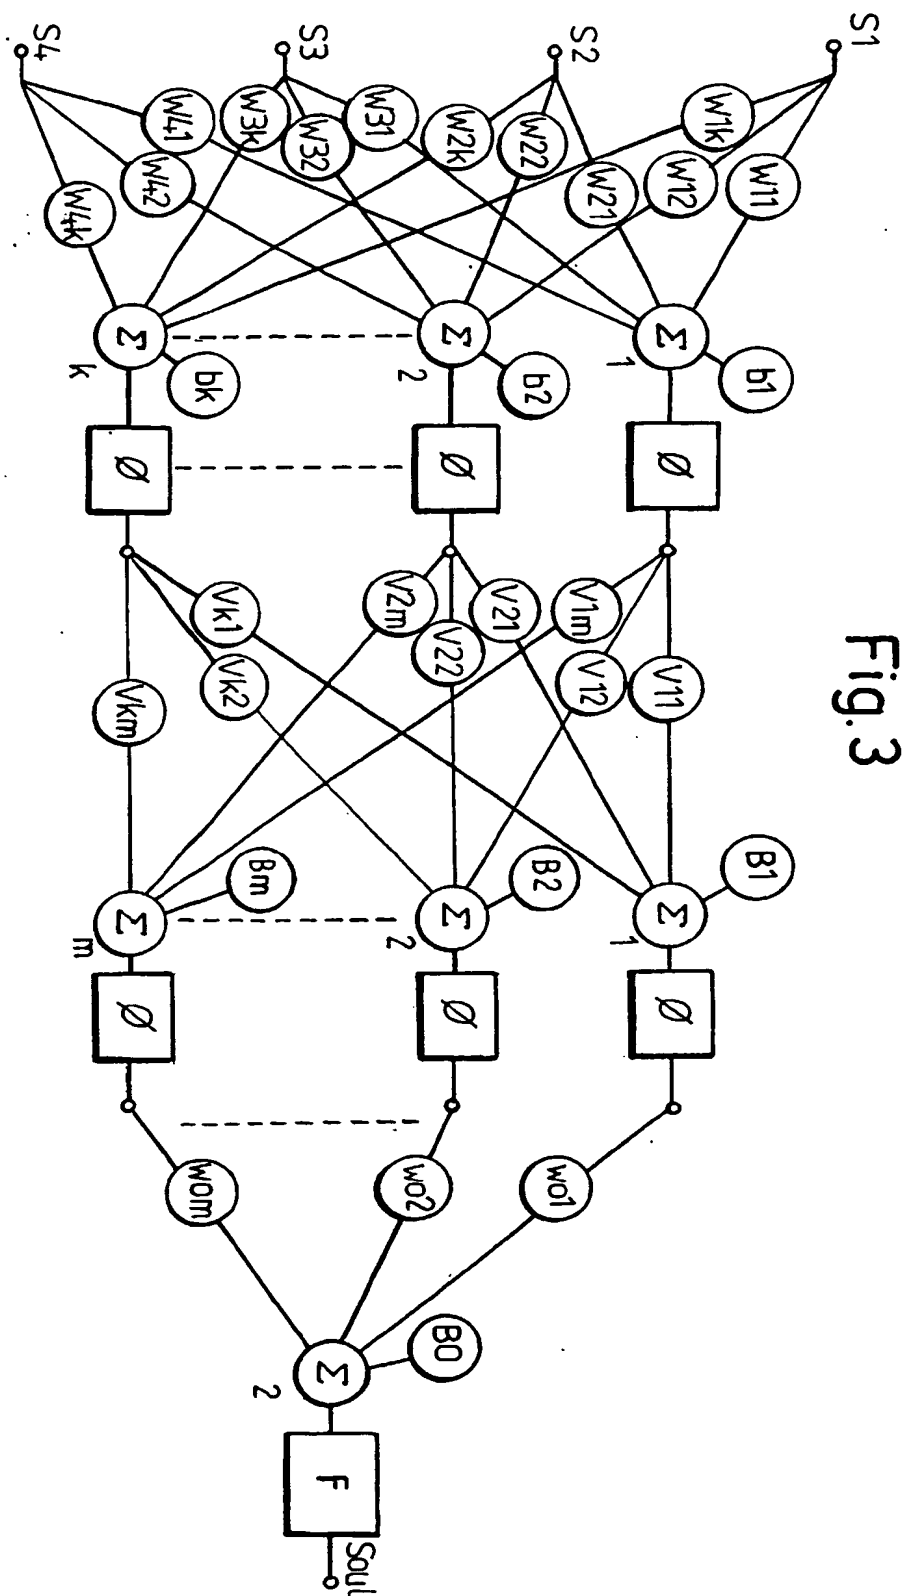 Fig.3
S1
S2
S3
S4
W11
W12
W1k
W21
W22
W2k
W31
W32
W3k
W41
W42
W4k
Σ
1
b1
Σ
2
b2
Σ
k
bk
Ø
Ø
Ø
V11
V12
V1m
V21
V22
V2m
Vk1
Vk2
Vkm
B1
Σ
1
B2
Σ
2
Bm
Σ
m
Ø
Ø
Ø
wo1
wo2
wom
B0
Σ
2
F
Sout